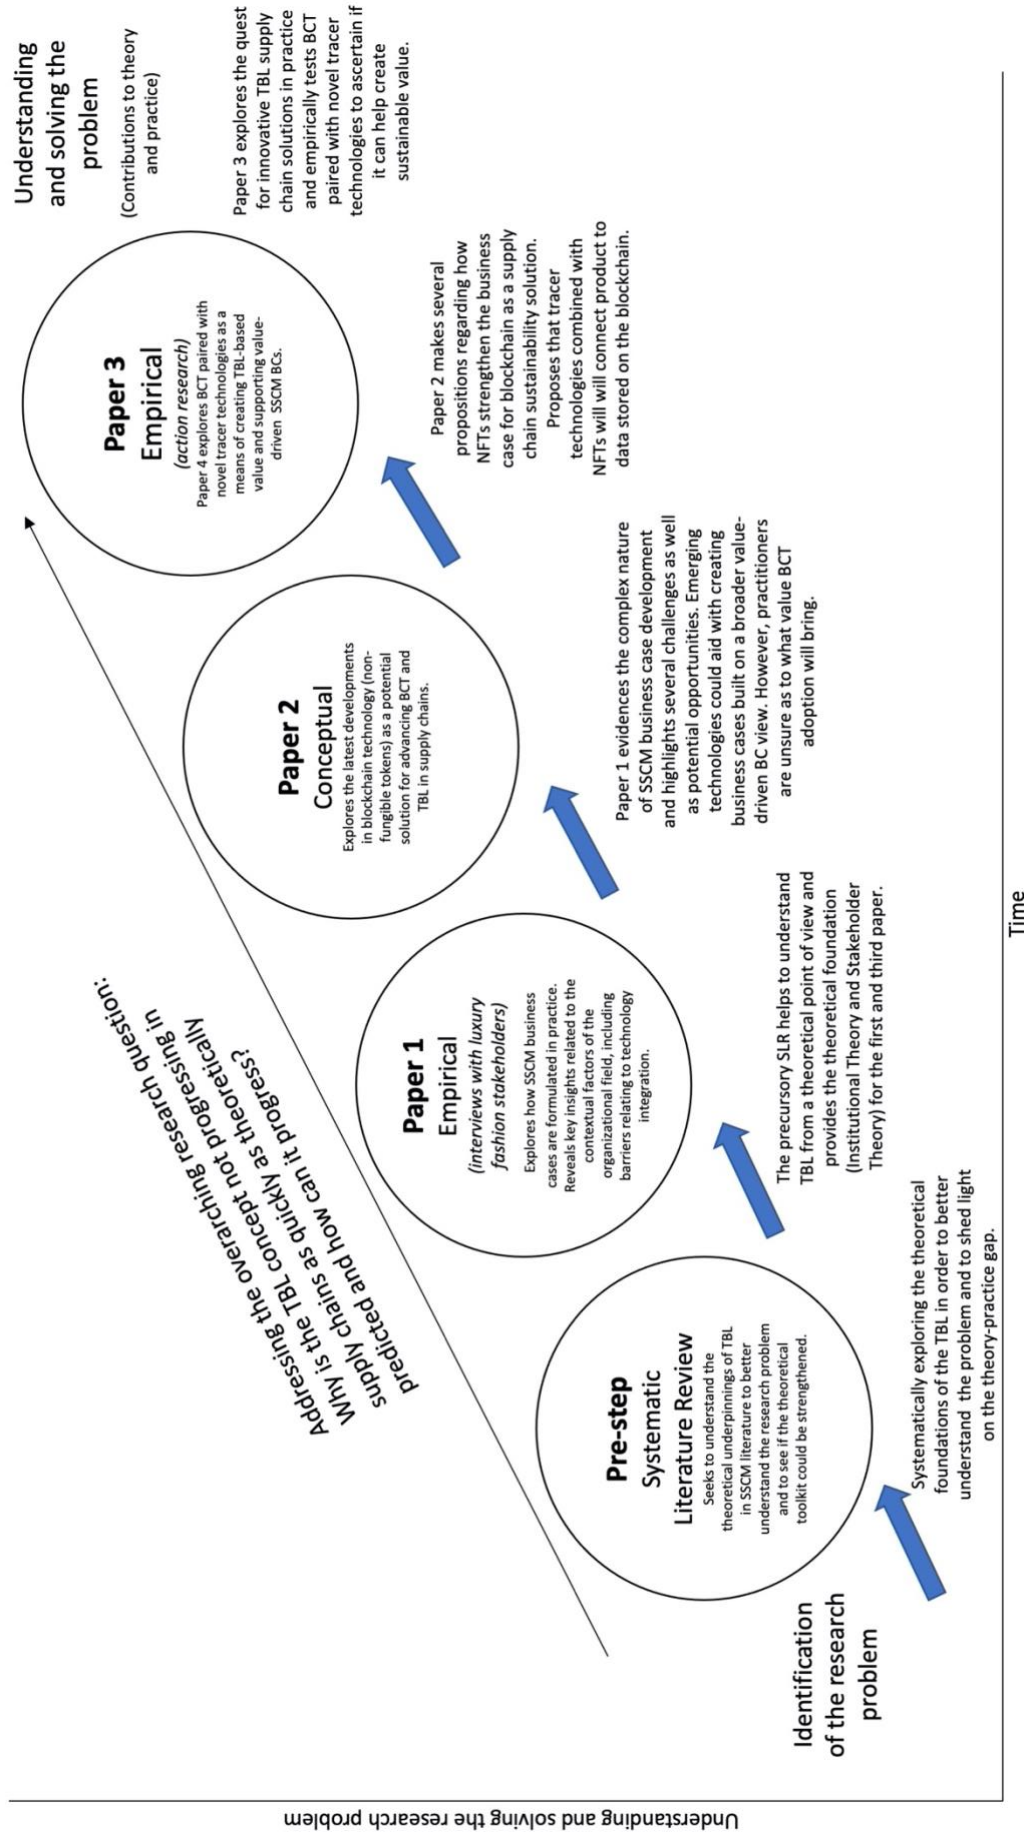 Understanding and solving the research problem
Addressing the overarching research question:
Why is the TBL concept not progressing in
supply chains as quickly as theoretically
predicted and how can it progress?
Identification
of the research
problem
Pre-step
Systematic
Literature Review
Seeks to understand the
theoretical underpinnings of TBL
in SSCM literature to better
understand the research problem
and to see if the theoretical
toolkit could be strengthened.
Systematically exploring the theoretical
foundations of the TBL in order to better
understand the problem and to shed light
on the theory-practice gap.
Paper 1
Empirical
(interviews with luxury
fashion stakeholders)
Explores how SSCM business
cases are formulated in practice.
Reveals key insights related to the
contextual factors of the
organizational field, including
barriers relating to technology
integration.
The precursory SLR helps to understand
TBL from a theoretical point of view and
provides the theoretical foundation
(Institutional Theory and Stakeholder
Theory) for the first and third paper.
Paper 2
Conceptual
Explores the latest developments
in blockchain technology (non-
fungible tokens) as a potential
solution for advancing BCT and
TBL in supply chains.
Paper 1 evidences the complex nature
of SSCM business case development
and highlights several challenges as well
as potential opportunities. Emerging
technologies could aid with creating
business cases built on a broader value-
driven BC view. However, practitioners
are unsure as to what value BCT
adoption will bring.
Paper 3
Empirical
(action research)
Paper 4 explores BCT paired with
novel tracer technologies as a
means of creating TBL-based
value and supporting value-
driven SSCM BCs.
Paper 2 makes several
propositions regarding how
NFTs strengthen the business
case for blockchain as a supply
chain sustainability solution.
Proposes that tracer
technologies combined with
NFTs will will connect product to
data stored on the blockchain.
Understanding
and solving the
problem
(Contributions to theory
and practice)
Paper 3 explores the quest
for innovative TBL supply
chain solutions in practice
and empirically tests BCT
paired with novel tracer
technologies to ascertain if
it can help create
sustainable value.
Time